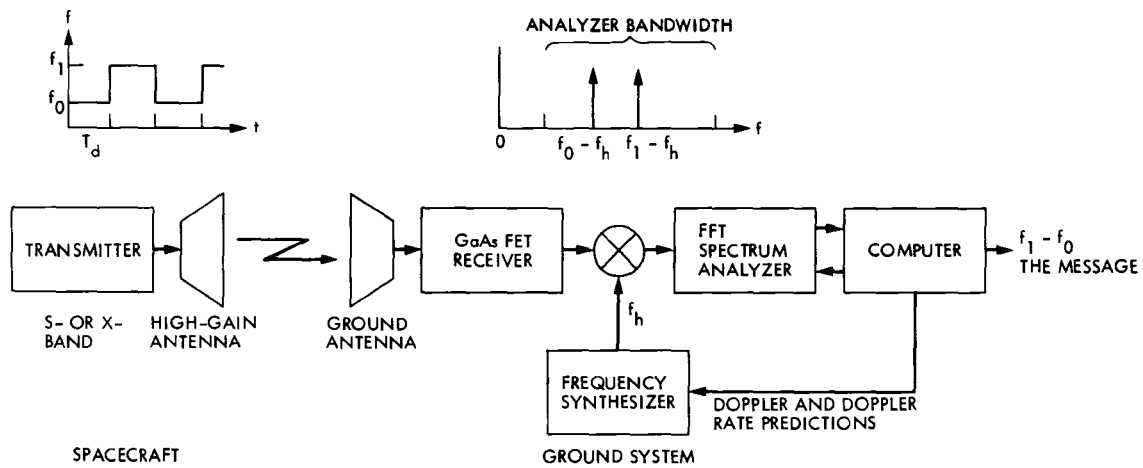 f
f1
f0
Td
t
ANALYZER BANDWIDTH
0
f0 - fh
f1 - fh
f
TRANSMITTER
S- OR X-
BAND
HIGH-GAIN
ANTENNA
GROUND
ANTENNA
GaAs FET
RECEIVER
fh
FREQUENCY
SYNTHESIZER
FFT
SPECTRUM
ANALYZER
COMPUTER
f1 - f0
THE MESSAGE
DOPPLER AND DOPPLER
RATE PREDICTIONS
SPACECRAFT
GROUND SYSTEM